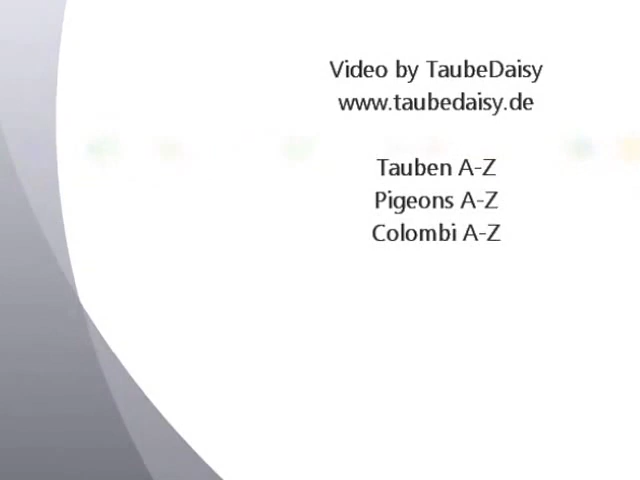 Video by TaubeDaisy
www.taubedaisy.de
Tauben A-Z
Pigeons A-Z
Colombi A-Z